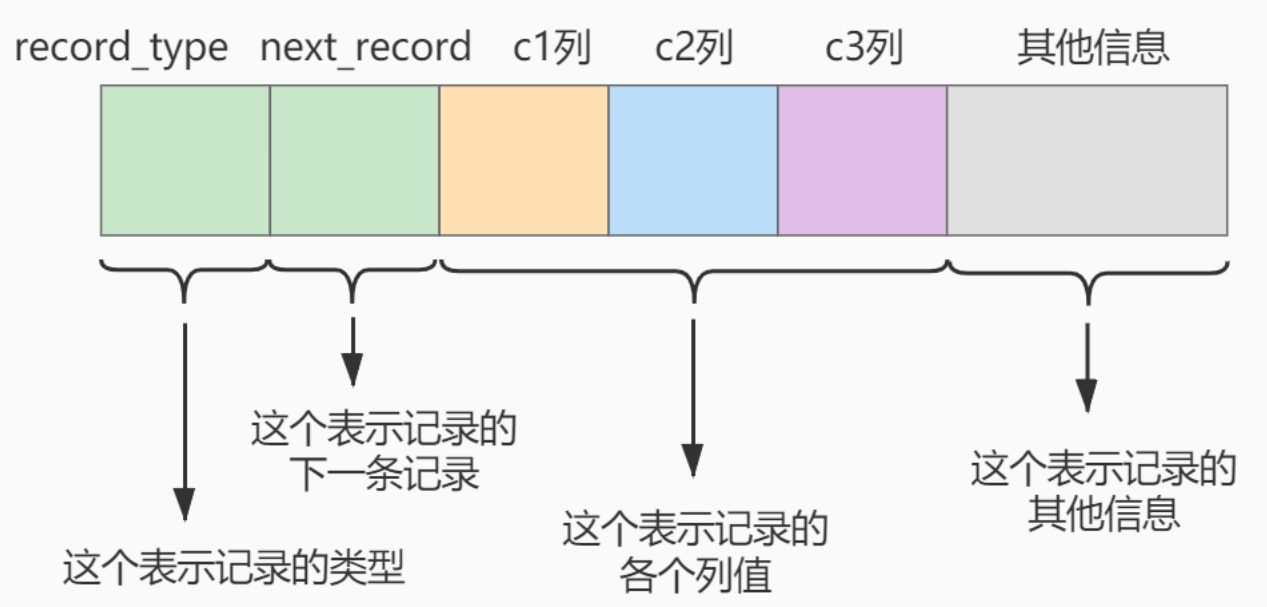 record_type next_record c1列 c2列 c3列 其他信息
这个表示记录的
下一条记录
这个表示记录的
其他信息
这个表示记录的
各个列值
这个表示记录的类型